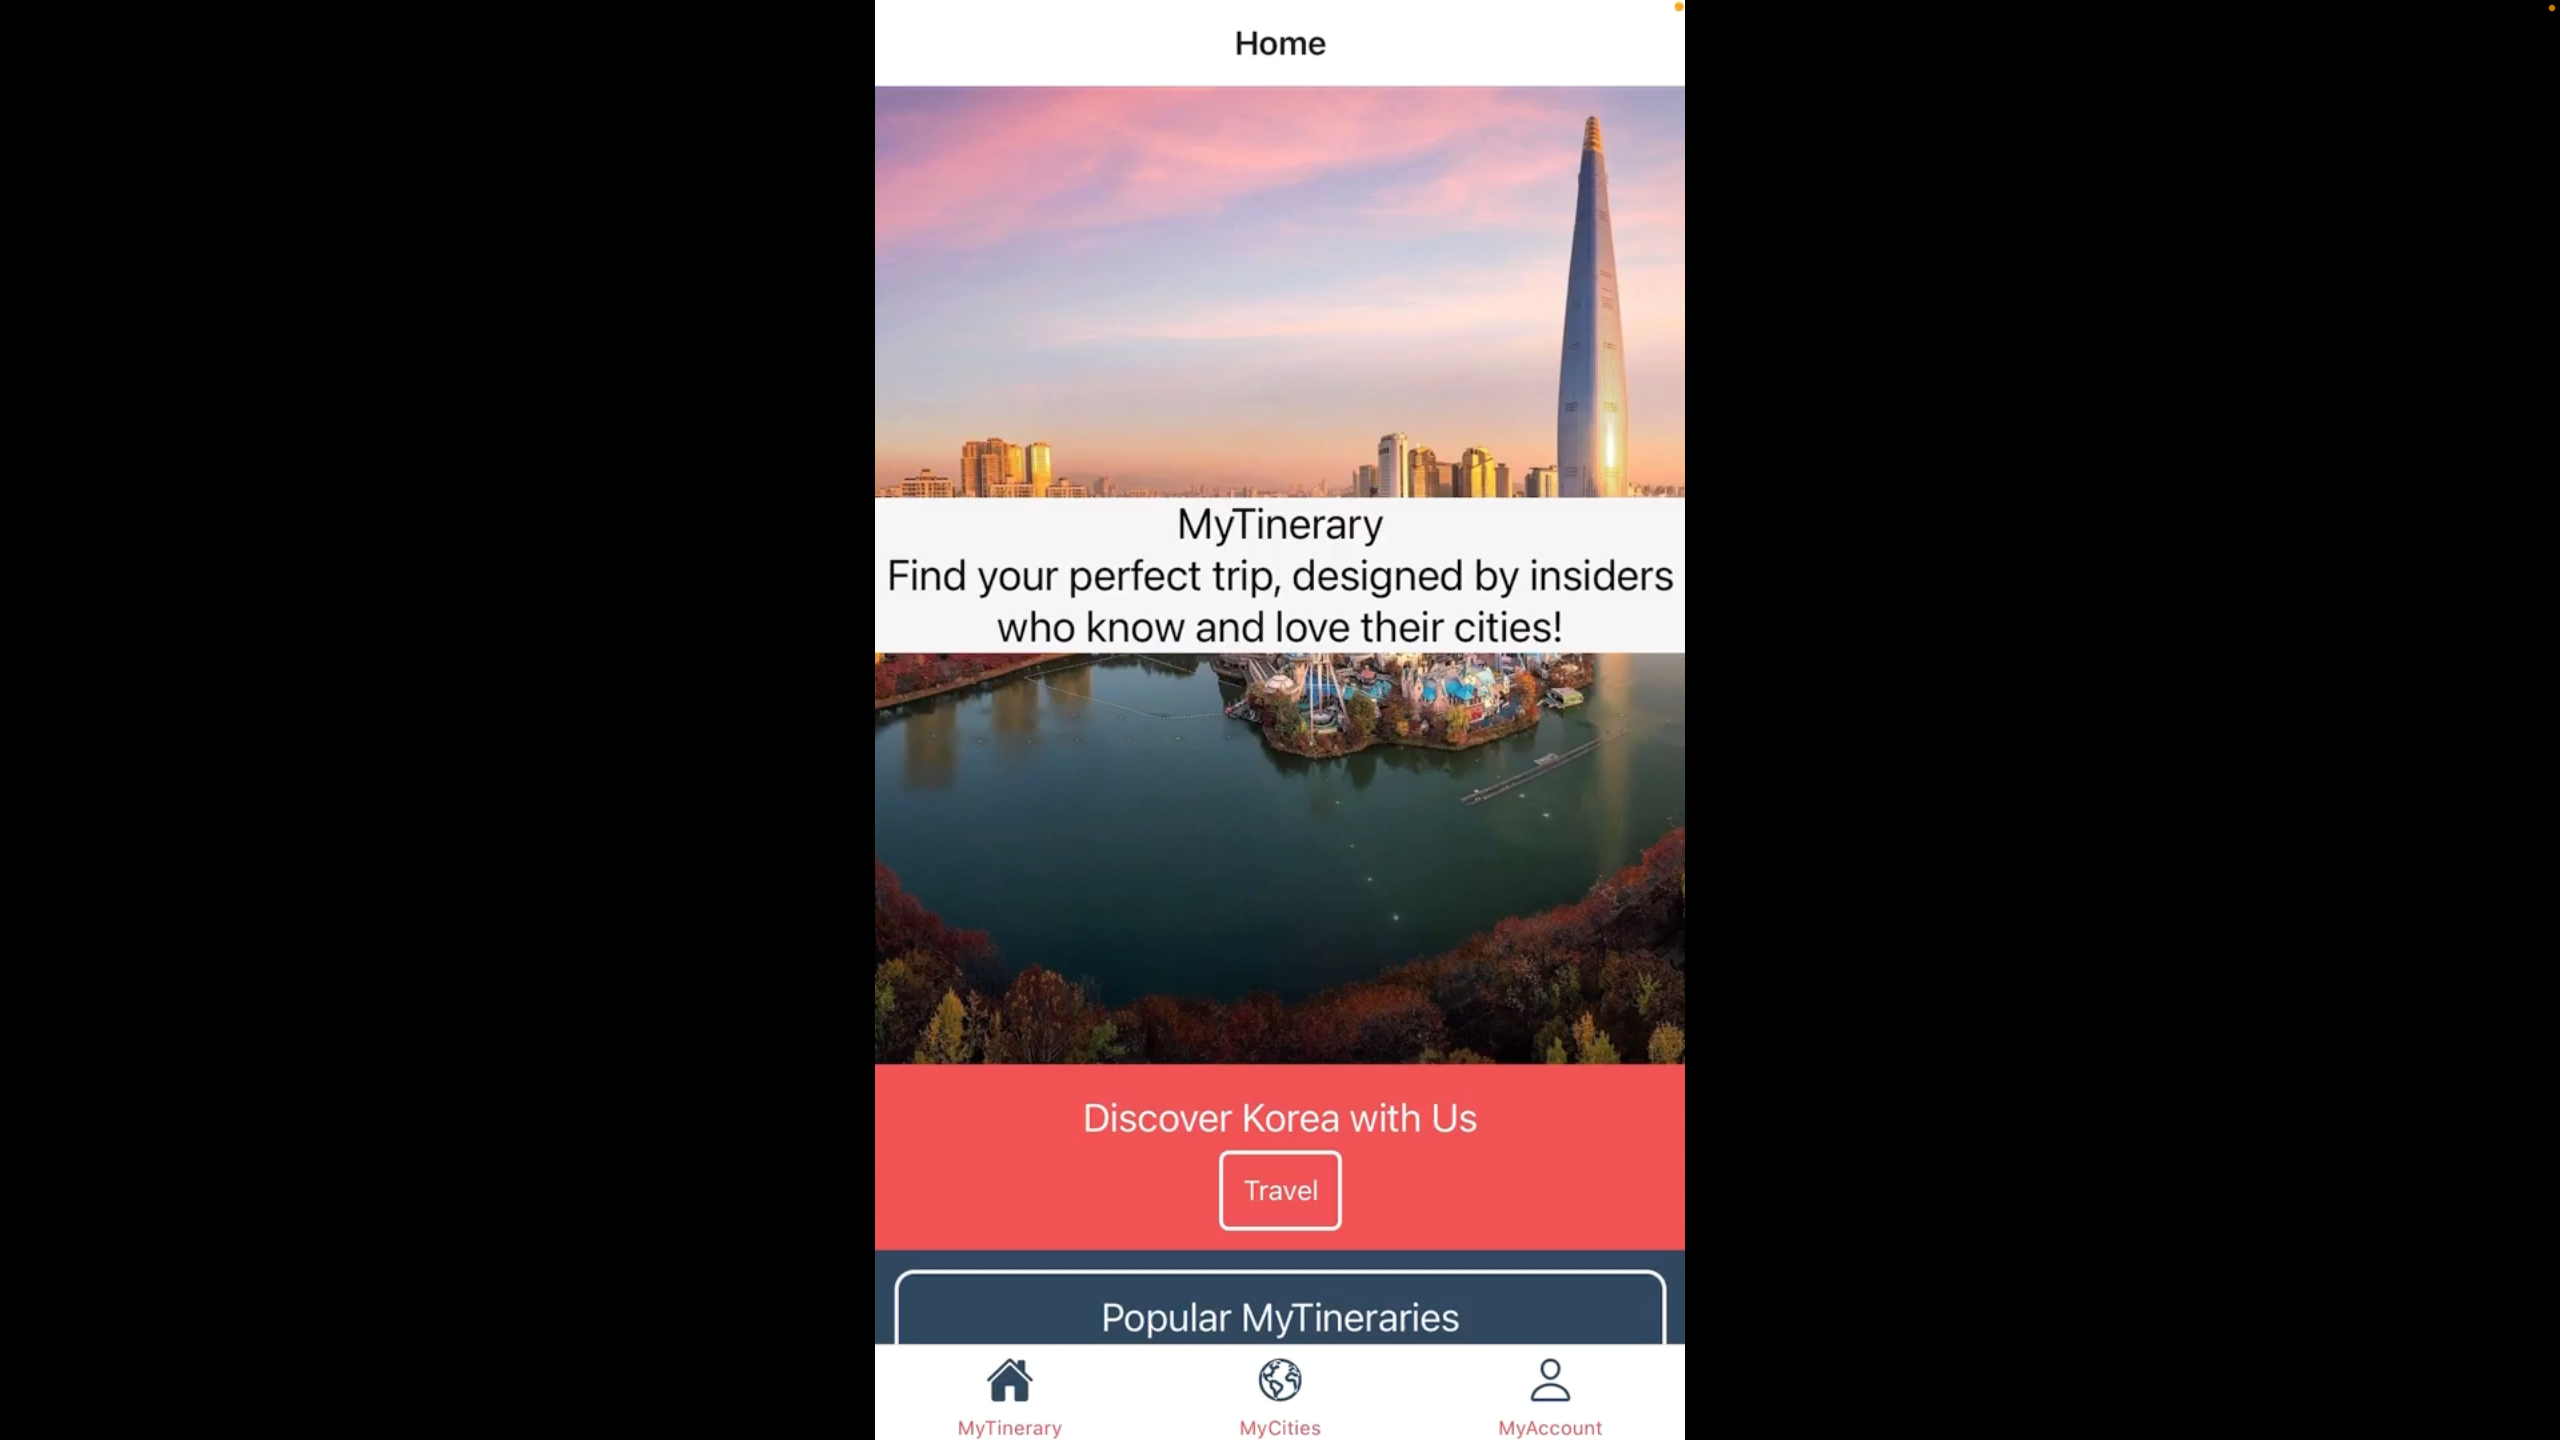 Home
MyTinerary
Find your perfect trip, designed by insiders
who know and love their cities!
Discover Korea with Us
Travel
Popular MyTineraries
MyTinerary
MyCities
MyAccount